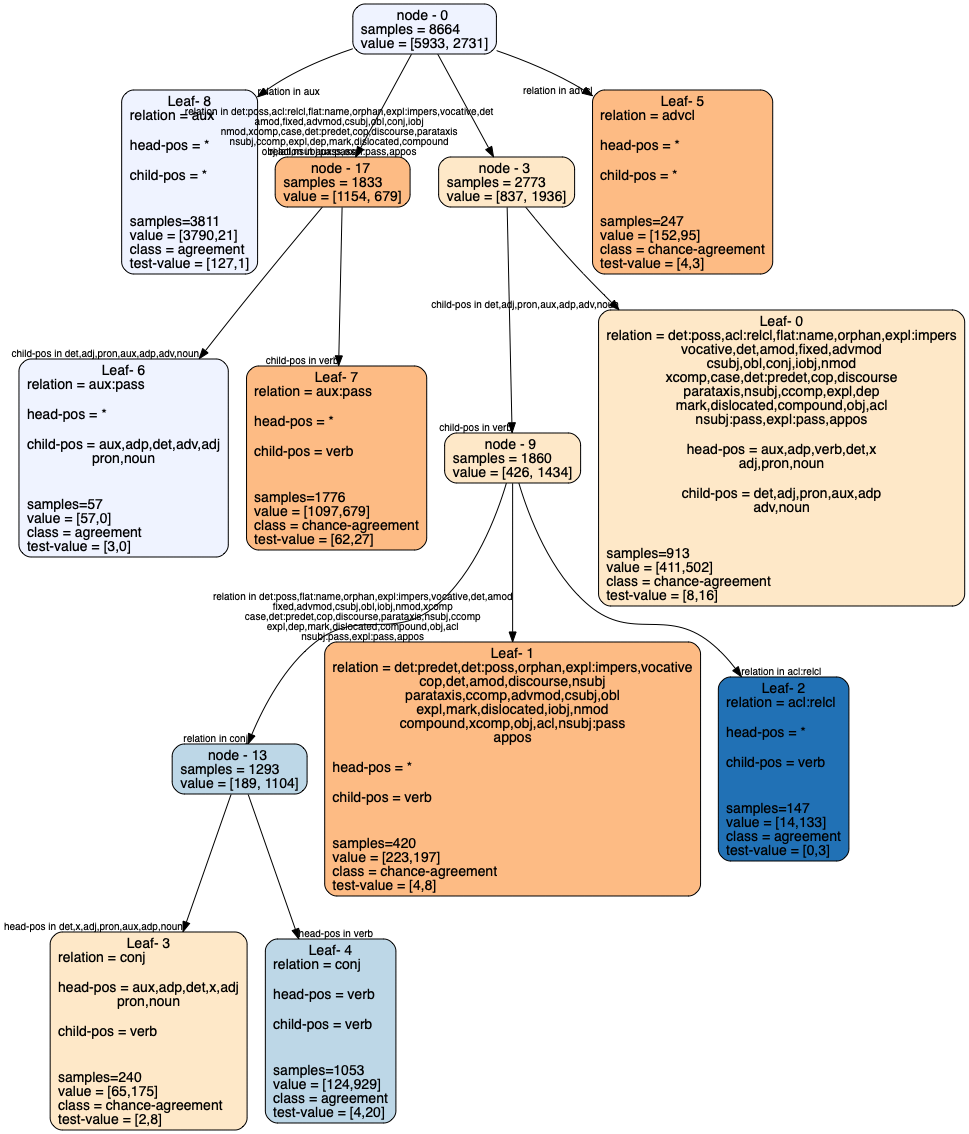 node - 0
samples = 8664
value = [5933, 2731]
relation in aux
relation in advcl
Leaf- 8
relation = aux
head-pos = *
child-pos = *
samples=3811
value = [3790,21]
class = agreement
test-value = [127,1]
relation in det:poss,acl:relcl,flat:name,orphan,expl:impers,vocative,det
amod,fixed,advmod,csubj,obl,conj,iobj
nmod,xcomp,case,det:predet,cop,discourse,parataxis
nsubj,ccomp,expl,dep,mark,dislocated,compound
obj,acl,nsubj:pass,expl:pass,appos
node - 17
samples = 1833
value = [1154, 679]
node - 3
samples = 2773
value = [837, 1936]
Leaf- 5
relation = advcl
head-pos = *
child-pos = *
samples=247
value = [152,95]
class = chance-agreement
test-value = [4,3]
child-pos in det,adj,pron,aux,adp,adv,noun
Leaf- 6
relation = aux:pass
head-pos = *
child-pos = aux,adp,det,adv,adj
pron,noun
samples=57
value = [57,0]
class = agreement
test-value = [3,0]
child-pos in verb
Leaf- 7
relation = aux:pass
head-pos = *
child-pos = verb
samples=1776
value = [1097,679]
class = chance-agreement
test-value = [62,27]
child-pos in det,adj,pron,aux,adp,adv,noun
Leaf- 0
relation = det:poss,acl:relcl,flat:name,orphan,expl:impers
vocative,det,amod,fixed,advmod
csubj,obl,conj,iobj,nmod
xcomp,case,det:predet,cop,discourse
parataxis,nsubj,ccomp,expl,dep
mark,dislocated,compound,obj,acl
nsubj:pass,expl:pass,appos
head-pos = aux,adp,verb,det,x
adj,pron,noun
child-pos = det,adj,pron,aux,adp
adv,noun
samples=913
value = [411,502]
class = chance-agreement
test-value = [8,16]
child-pos in verb
node - 9
samples = 1860
value = [426, 1434]
relation in det:poss,flat:name,orphan,expl:impers,vocative,det,amod
fixed,advmod,csubj,obl,iobj,nmod,xcomp
case,det:predet,cop,discourse,parataxis,nsubj,ccomp
expl,dep,mark,dislocated,compound,obj,acl
nsubj:pass,expl:pass,appos
Leaf- 1
relation = det:predet,det:poss,orphan,expl:impers,vocative
cop,det,amod,discourse,nsubj
parataxis,ccomp,advmod,csubj,obl
expl,mark,dislocated,iobj,nmod
compound,xcomp,obj,acl,nsubj:pass
appos
head-pos = *
child-pos = verb
samples=420
value = [223,197]
class = chance-agreement
test-value = [4,8]
relation in acl:relcl
Leaf- 2
relation = acl:relcl
head-pos = *
child-pos = verb
samples=147
value = [14,133]
class = agreement
test-value = [0,3]
relation in conj
node - 13
samples = 1293
value = [189, 1104]
head-pos in det,x,adj,pron,aux,adp,noun
Leaf- 3
relation = conj
head-pos = aux,adp,det,x,adj
pron,noun
child-pos = verb
samples=240
value = [65,175]
class = chance-agreement
test-value = [2,8]
head-pos in verb
Leaf- 4
relation = conj
head-pos = verb
child-pos = verb
samples=1053
value = [124,929]
class = agreement
test-value = [4,20]